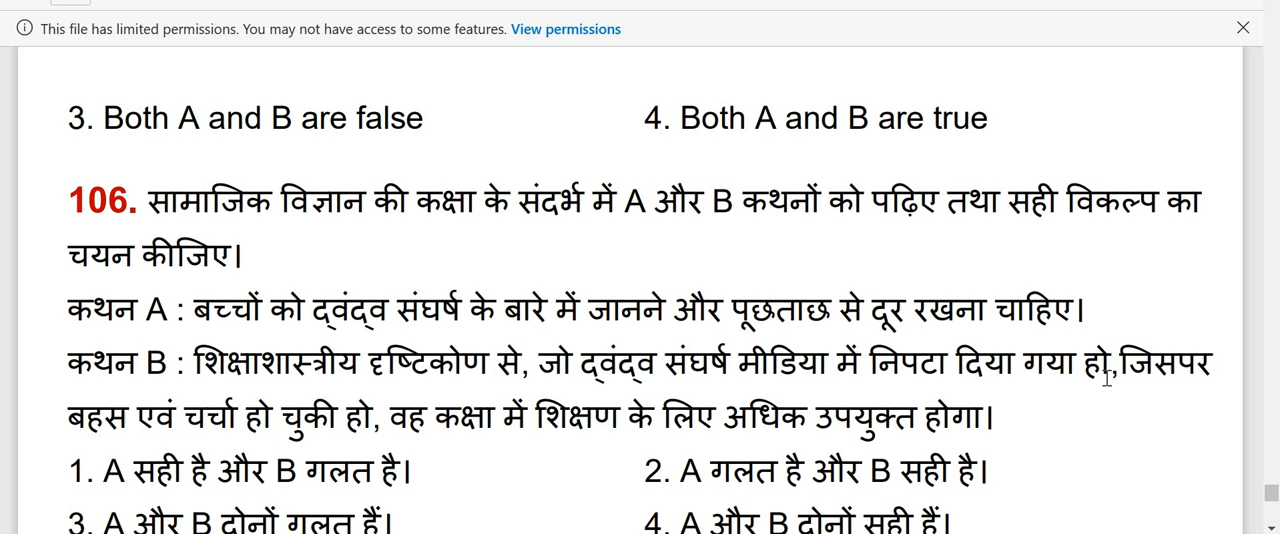 This file has limited permissions. You may not have access to some features. View permissions
3. Both A and B are false 4. Both A and B are true
106. सामाजिक विज्ञान की कक्षा के संदर्भ में A और B कथनों को पढ़िए तथा सही विकल्प का
चयन कीजिए।
कथन A : बच्चों को द्वंद्व संघर्ष के बारे में जानने और पूछताछ से दूर रखना चाहिए।
कथन B : शिक्षाशास्त्रीय दृष्टिकोण से, जो द्वंद्व संघर्ष मीडिया में निपटा दिया गया हो,जिसपर
बहस एवं चर्चा हो चुकी हो, वह कक्षा में शिक्षण के लिए अधिक उपयुक्त होगा।
1. A सही है और B गलत है। 2. A गलत है और B सही है।
3. A और B दोनों गलत हैं। 4. A और B दोनों सही हैं।